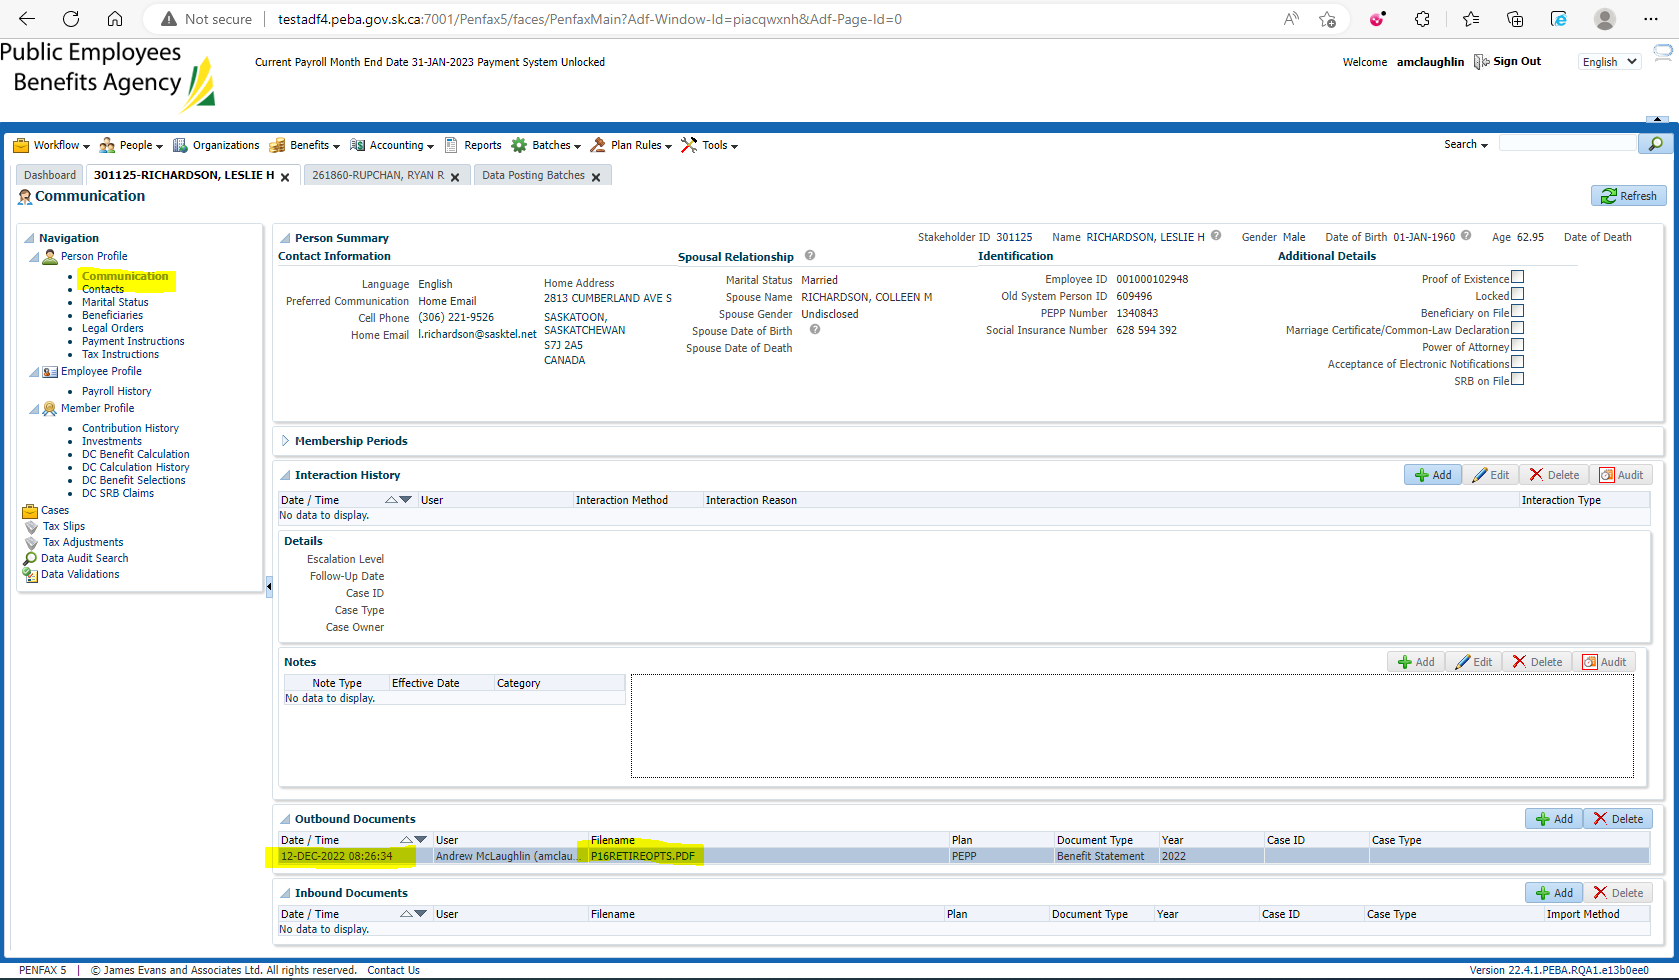 Not secure | testadf4.peba.gov.sk.ca:7001/Penfax5/faces/PenfaxMain?Adf-Window-Id=piacqwxnh&Adf-Page-Id=0
Public Employees
Benefits Agency
Current Payroll Month End Date 31-JAN-2023 Payment System Unlocked
Welcome amclaughlin Sign Out English
Workflow People Organizations Benefits Accounting Reports Batches Plan Rules Tools Search
Dashboard 301125-RICHARDSON, LESLIE H 261860-RUPCHAN, RYAN R Data Posting Batches
Communication
Refresh
Navigation
Person Profile
Communication
Contacts
Marital Status
Beneficiaries
Legal Orders
Payment Instructions
Tax Instructions
Employee Profile
Payroll History
Member Profile
Contribution History
Investments
DC Benefit Calculation
DC Calculation History
DC Benefit Selections
DC SRB Claims
Cases
Tax Slips
Tax Adjustments
Data Audit Search
Data Validations
Person Summary
Stakeholder ID 301125 Name RICHARDSON, LESLIE H Gender Male Date of Birth 01-JAN-1960 Age 62.95 Date of Death
Contact Information
Language English
Preferred Communication Home Email
Cell Phone (306) 221-9526
Home Email l.richardson@sasktel.net
Home Address
2813 CUMBERLAND AVE S
SASKATOON,
SASKATCHEWAN
S7J 2A5
CANADA
Spousal Relationship
Marital Status Married
Spouse Name RICHARDSON, COLLEEN M
Spouse Gender Undisclosed
Spouse Date of Birth
Spouse Date of Death
Identification
Employee ID 001000102948
Old System Person ID 609496
PEPP Number 1340843
Social Insurance Number 628 594 392
Additional Details
Proof of Existence
Locked
Beneficiary on File
Marriage Certificate/Common-Law Declaration
Power of Attorney
Acceptance of Electronic Notifications
SRB on File
Membership Periods
Interaction History
Add Edit Delete Audit
Date / Time User Interaction Method Interaction Reason Interaction Type
No data to display.
Details
Escalation Level
Follow-Up Date
Case ID
Case Type
Case Owner
Notes
Add Edit Delete Audit
Note Type Effective Date Category
No data to display.
Outbound Documents
Add Delete
Date / Time User Filename Plan Document Type Year Case ID Case Type
12-DEC-2022 08:26:34 Andrew McLaughlin (amclau... P16RETIREOPTS.PDF PEPP Benefit Statement 2022
Inbound Documents
Add Delete
Date / Time User Filename Plan Document Type Year Case ID Case Type Import Method
No data to display.
PENFAX 5 | © James Evans and Associates Ltd. All rights reserved. Contact Us
Version 22.4.1.PEBA.RQA1.e13b0ee0